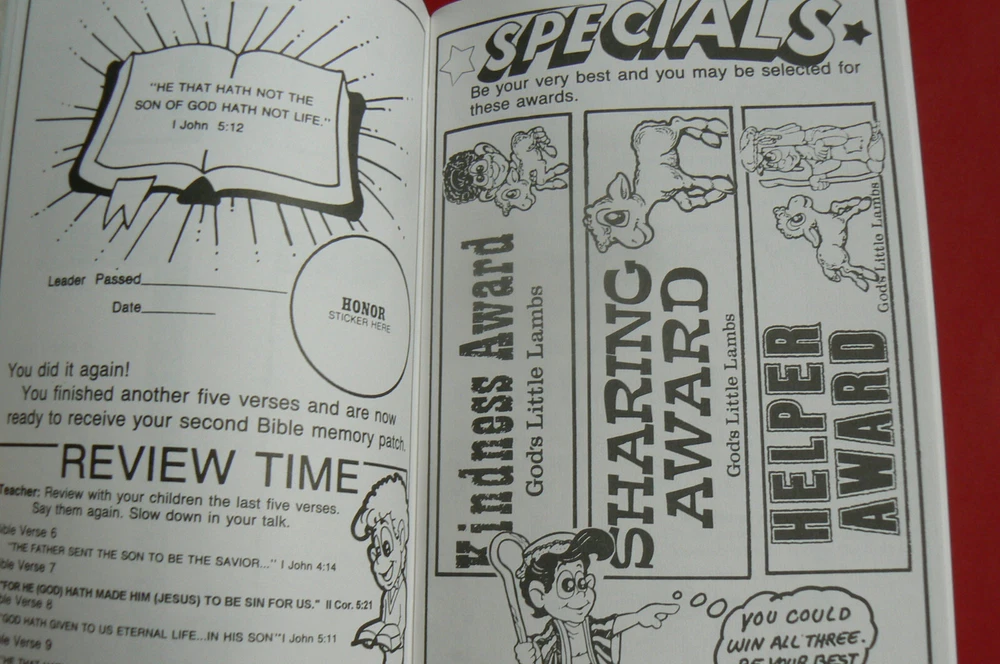 "HE THAT HATH NOT THE
SON OF GOD HATH NOT LIFE."
I John 5:12
Leader Passed
Date
HONOR
STICKER HERE
You did it again!
You finished another five verses and are now
ready to receive your second Bible memory patch.
REVIEW TIME
Teacher: Review with your children the last five verses.
Say them again. Slow down in your talk.
ble Verse 6
"THE FATHER SENT THE SON TO BE THE SAVIOR..." I John 4:14
ble Verse 7
"FOR HE (GOD) HATH MADE HIM (JESUS) TO BE SIN FOR US." II Cor. 5:21
ble Verse 8
"GOD HATH GIVEN TO US ETERNAL LIFE...IN HIS SON" I John 5:11
ble Verse 9
SPECIALS
Be your very best and you may be selected for
these awards.
Kindness Award
God's Little Lambs
SHARING
AWARD
God's Little Lambs
HELPER
AWARD
God's Little Lambs
YOU COULD
WIN ALL THREE.
BE YOUR BEST